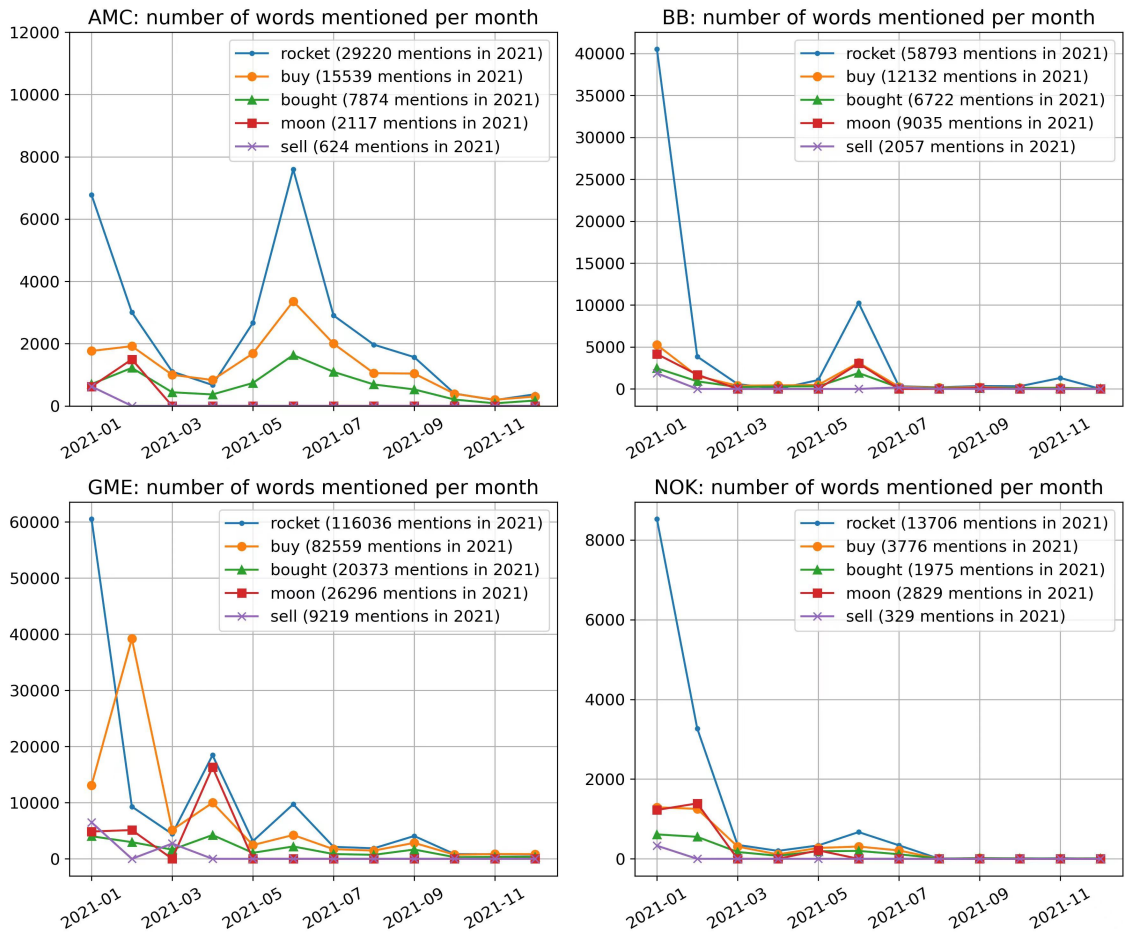 AMC: number of words mentioned per month
12000
10000
8000
6000
4000
2000
0
rocket (29220 mentions in 2021)
buy (15539 mentions in 2021)
bought (7874 mentions in 2021)
moon (2117 mentions in 2021)
sell (624 mentions in 2021)
2021-01
2021-03
2021-05
2021-07
2021-09
2021-11
BB: number of words mentioned per month
40000
35000
30000
25000
20000
15000
10000
5000
0
rocket (58793 mentions in 2021)
buy (12132 mentions in 2021)
bought (6722 mentions in 2021)
moon (9035 mentions in 2021)
sell (2057 mentions in 2021)
2021-01
2021-03
2021-05
2021-07
2021-09
2021-11
GME: number of words mentioned per month
60000
50000
40000
30000
20000
10000
0
rocket (116036 mentions in 2021)
buy (82559 mentions in 2021)
bought (20373 mentions in 2021)
moon (26296 mentions in 2021)
sell (9219 mentions in 2021)
2021-01
2021-03
2021-05
2021-07
2021-09
2021-11
NOK: number of words mentioned per month
8000
6000
4000
2000
0
rocket (13706 mentions in 2021)
buy (3776 mentions in 2021)
bought (1975 mentions in 2021)
moon (2829 mentions in 2021)
sell (329 mentions in 2021)
2021-01
2021-03
2021-05
2021-07
2021-09
2021-11